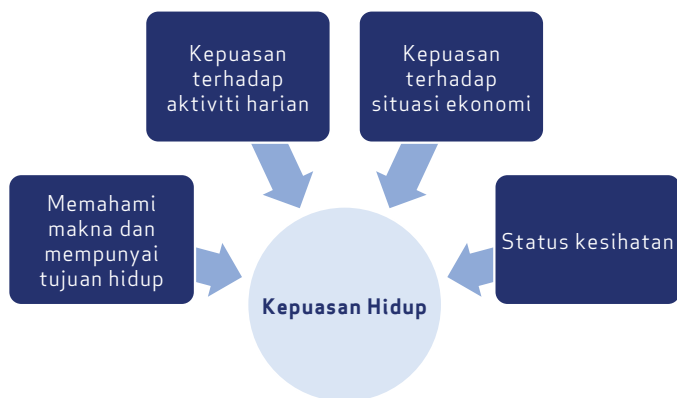 Kepuasan
terhadap
aktiviti harian
Kepuasan
terhadap
situasi ekonomi
Memahami
makna dan
mempunyai
tujuan hidup
Status kesihatan
Kepuasan Hidup